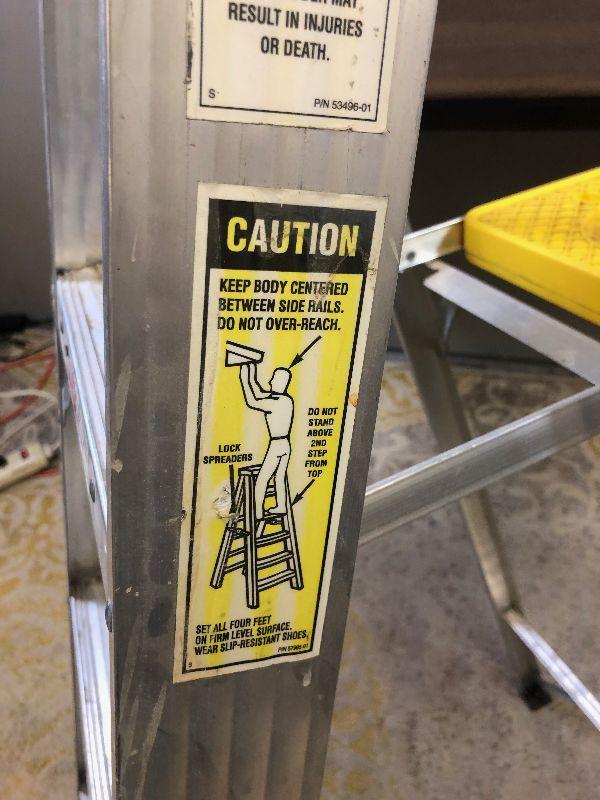 RESULT IN INJURIES
OR DEATH.
S
P/N 53496-01
CAUTION
KEEP BODY CENTERED
BETWEEN SIDE RAILS.
DO NOT OVER-REACH.
DO NOT
STAND
ABOVE
2ND
STEP
FROM
TOP
LOCK
SPREADERS
SET ALL FOUR FEET
ON FIRM LEVEL SURFACE.
WEAR SLIP-RESISTANT SHOES.
S